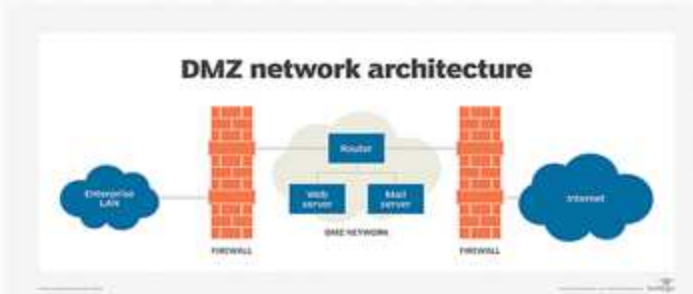 DMZ network architecture
Router
Enterprise
LAN
Web
server
Mail
server
Internet
DMZ NETWORK
FIREWALL
FIREWALL